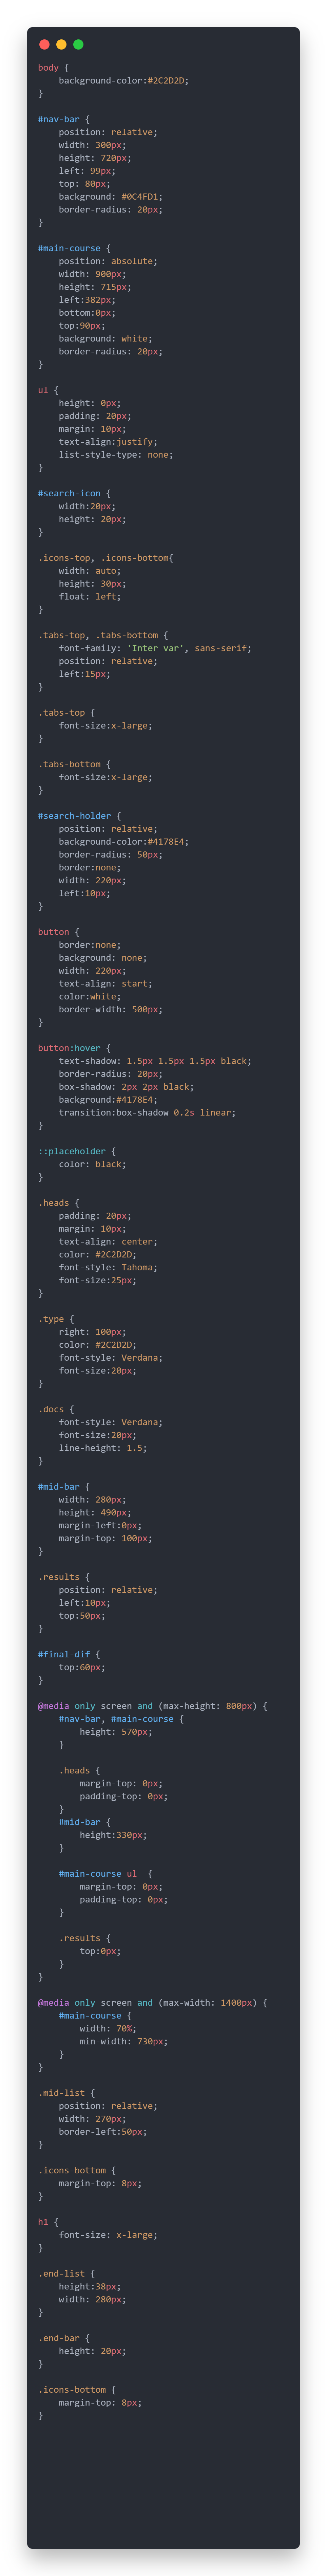 body {
    background-color:#2C2D2D;
}

#nav-bar {
    position: relative;
    width: 300px;
    height: 720px;
    left: 99px;
    top: 80px;
    background: #0C4FD1;
    border-radius: 20px;
}

#main-course {
    position: absolute;
    width: 900px;
    height: 715px;
    left:382px;
    bottom:0px;
    top:90px;
    background: white;
    border-radius: 20px;
}

ul {
    height: 0px;
    padding: 20px;
    margin: 10px;
    text-align:justify;
    list-style-type: none;
}

#search-icon {
    width:20px;
    height: 20px;
}

.icons-top, .icons-bottom{
    width: auto;
    height: 30px;
    float: left;
}

.tabs-top, .tabs-bottom {
    font-family: 'Inter var', sans-serif;
    position: relative;
    left:15px;
}

.tabs-top {
    font-size:x-large;
}

.tabs-bottom {
    font-size:x-large;
}

#search-holder {
    position: relative;
    background-color:#4178E4;
    border-radius: 50px;
    border:none;
    width: 220px;
    left:10px;
}

button {
    border:none;
    background: none;
    width: 220px;
    text-align: start;
    color:white;
    border-width: 500px;
}

button:hover {
    text-shadow: 1.5px 1.5px 1.5px black;
    border-radius: 20px;
    box-shadow: 2px 2px black;
    background:#4178E4;
    transition:box-shadow 0.2s linear;
}

::placeholder {
    color: black;
}

.heads {
    padding: 20px;
    margin: 10px;
    text-align: center;
    color: #2C2D2D;
    font-style: Tahoma;
    font-size:25px;
}

.type {
    right: 100px;
    color: #2C2D2D;
    font-style: Verdana;
    font-size:20px;
}

.docs {
    font-style: Verdana;
    font-size:20px;
    line-height: 1.5;
}

#mid-bar {
    width: 280px;
    height: 490px;
    margin-left:0px;
    margin-top: 100px;
}

.results {
    position: relative;
    left:10px;
    top:50px;
}

#final-dif {
    top:60px;
}

@media only screen and (max-height: 800px) {
    #nav-bar, #main-course {
        height: 570px;
    }

    .heads {
        margin-top: 0px;
        padding-top: 0px;
    }
    #mid-bar {
        height:330px;
    }

    #main-course ul  {
        margin-top: 0px;
        padding-top: 0px;
    }

    .results {
        top:0px;
    }
}

@media only screen and (max-width: 1400px) {
    #main-course {
        width: 70%;
        min-width: 730px;
    }
}

.mid-list {
    position: relative;
    width: 270px;
    border-left:50px;
}

.icons-bottom {
    margin-top: 8px;
}

h1 {
    font-size: x-large;
}

.end-list {
    height:38px;
    width: 280px;
}

.end-bar {
    height: 20px;
}

.icons-bottom {
    margin-top: 8px;
}